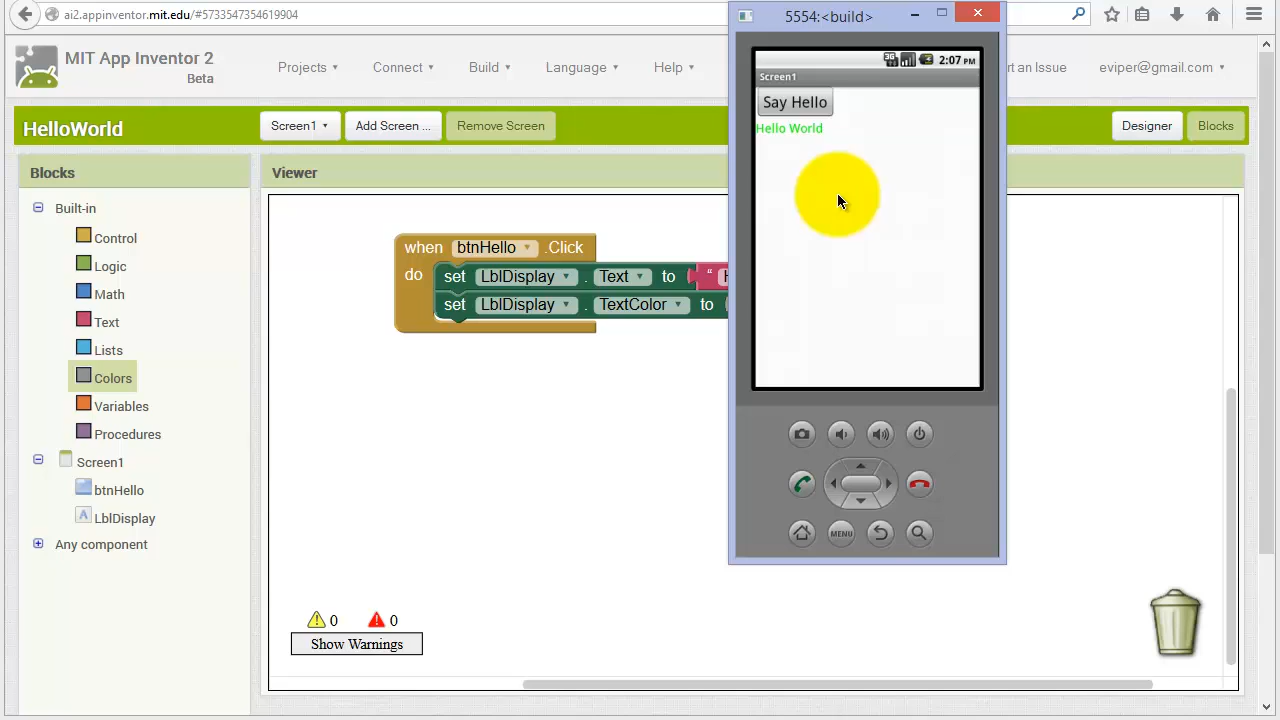 ai2.appinventor.mit.edu/#5733547354619904
MIT App Inventor 2
Beta
Projects
Connect
Build
Language
Help
rt an Issue
eviper@gmail.com
HelloWorld
Screen1
Add Screen ...
Remove Screen
Designer
Blocks
Blocks
Viewer
Built-in
Control
Logic
Math
Text
Lists
Colors
Variables
Procedures
Screen1
btnHello
LblDisplay
Any component
when btnHello .Click
do set LblDisplay . Text to “
set LblDisplay . TextColor to
0 0
Show Warnings
5554:<build>
3G 2:07 PM
Screen1
Say Hello
Hello World
MENU